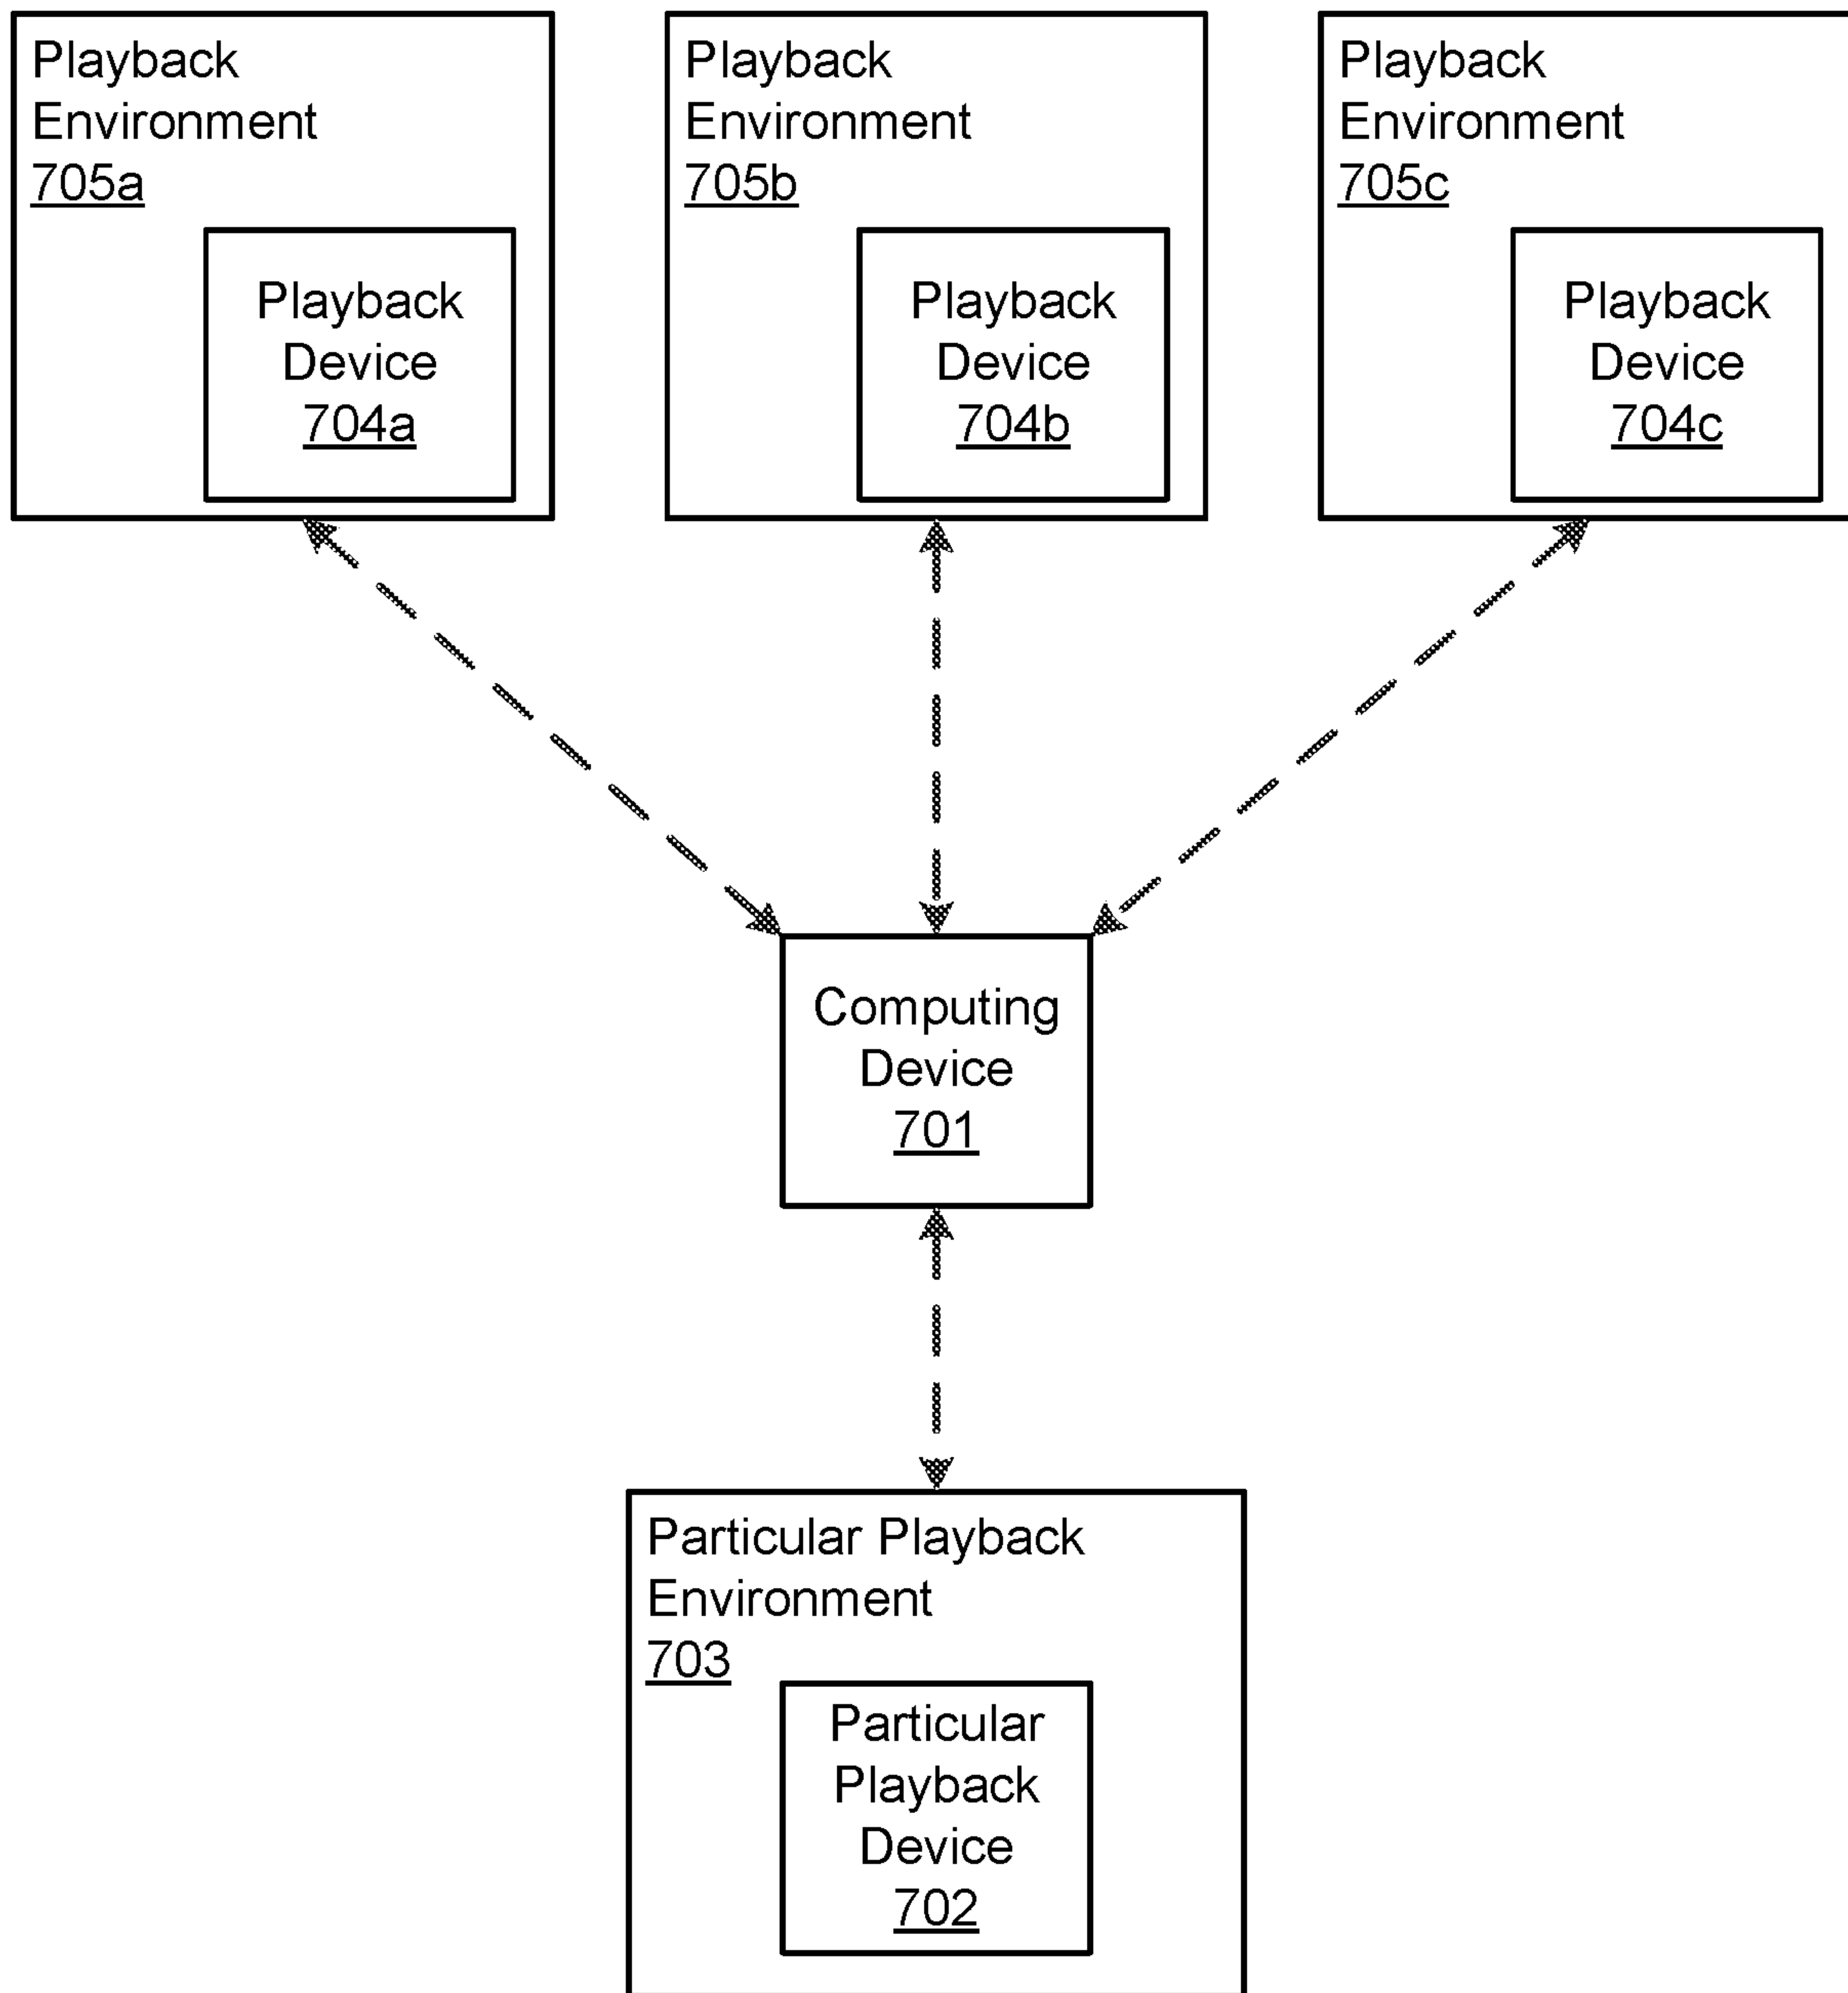 Playback
Environment
705a
Playback
Device
704a
Playback
Environment
705b
Playback
Device
704b
Playback
Environment
705c
Playback
Device
704c
Computing
Device
701
Particular Playback
Environment
703
Particular
Playback
Device
702